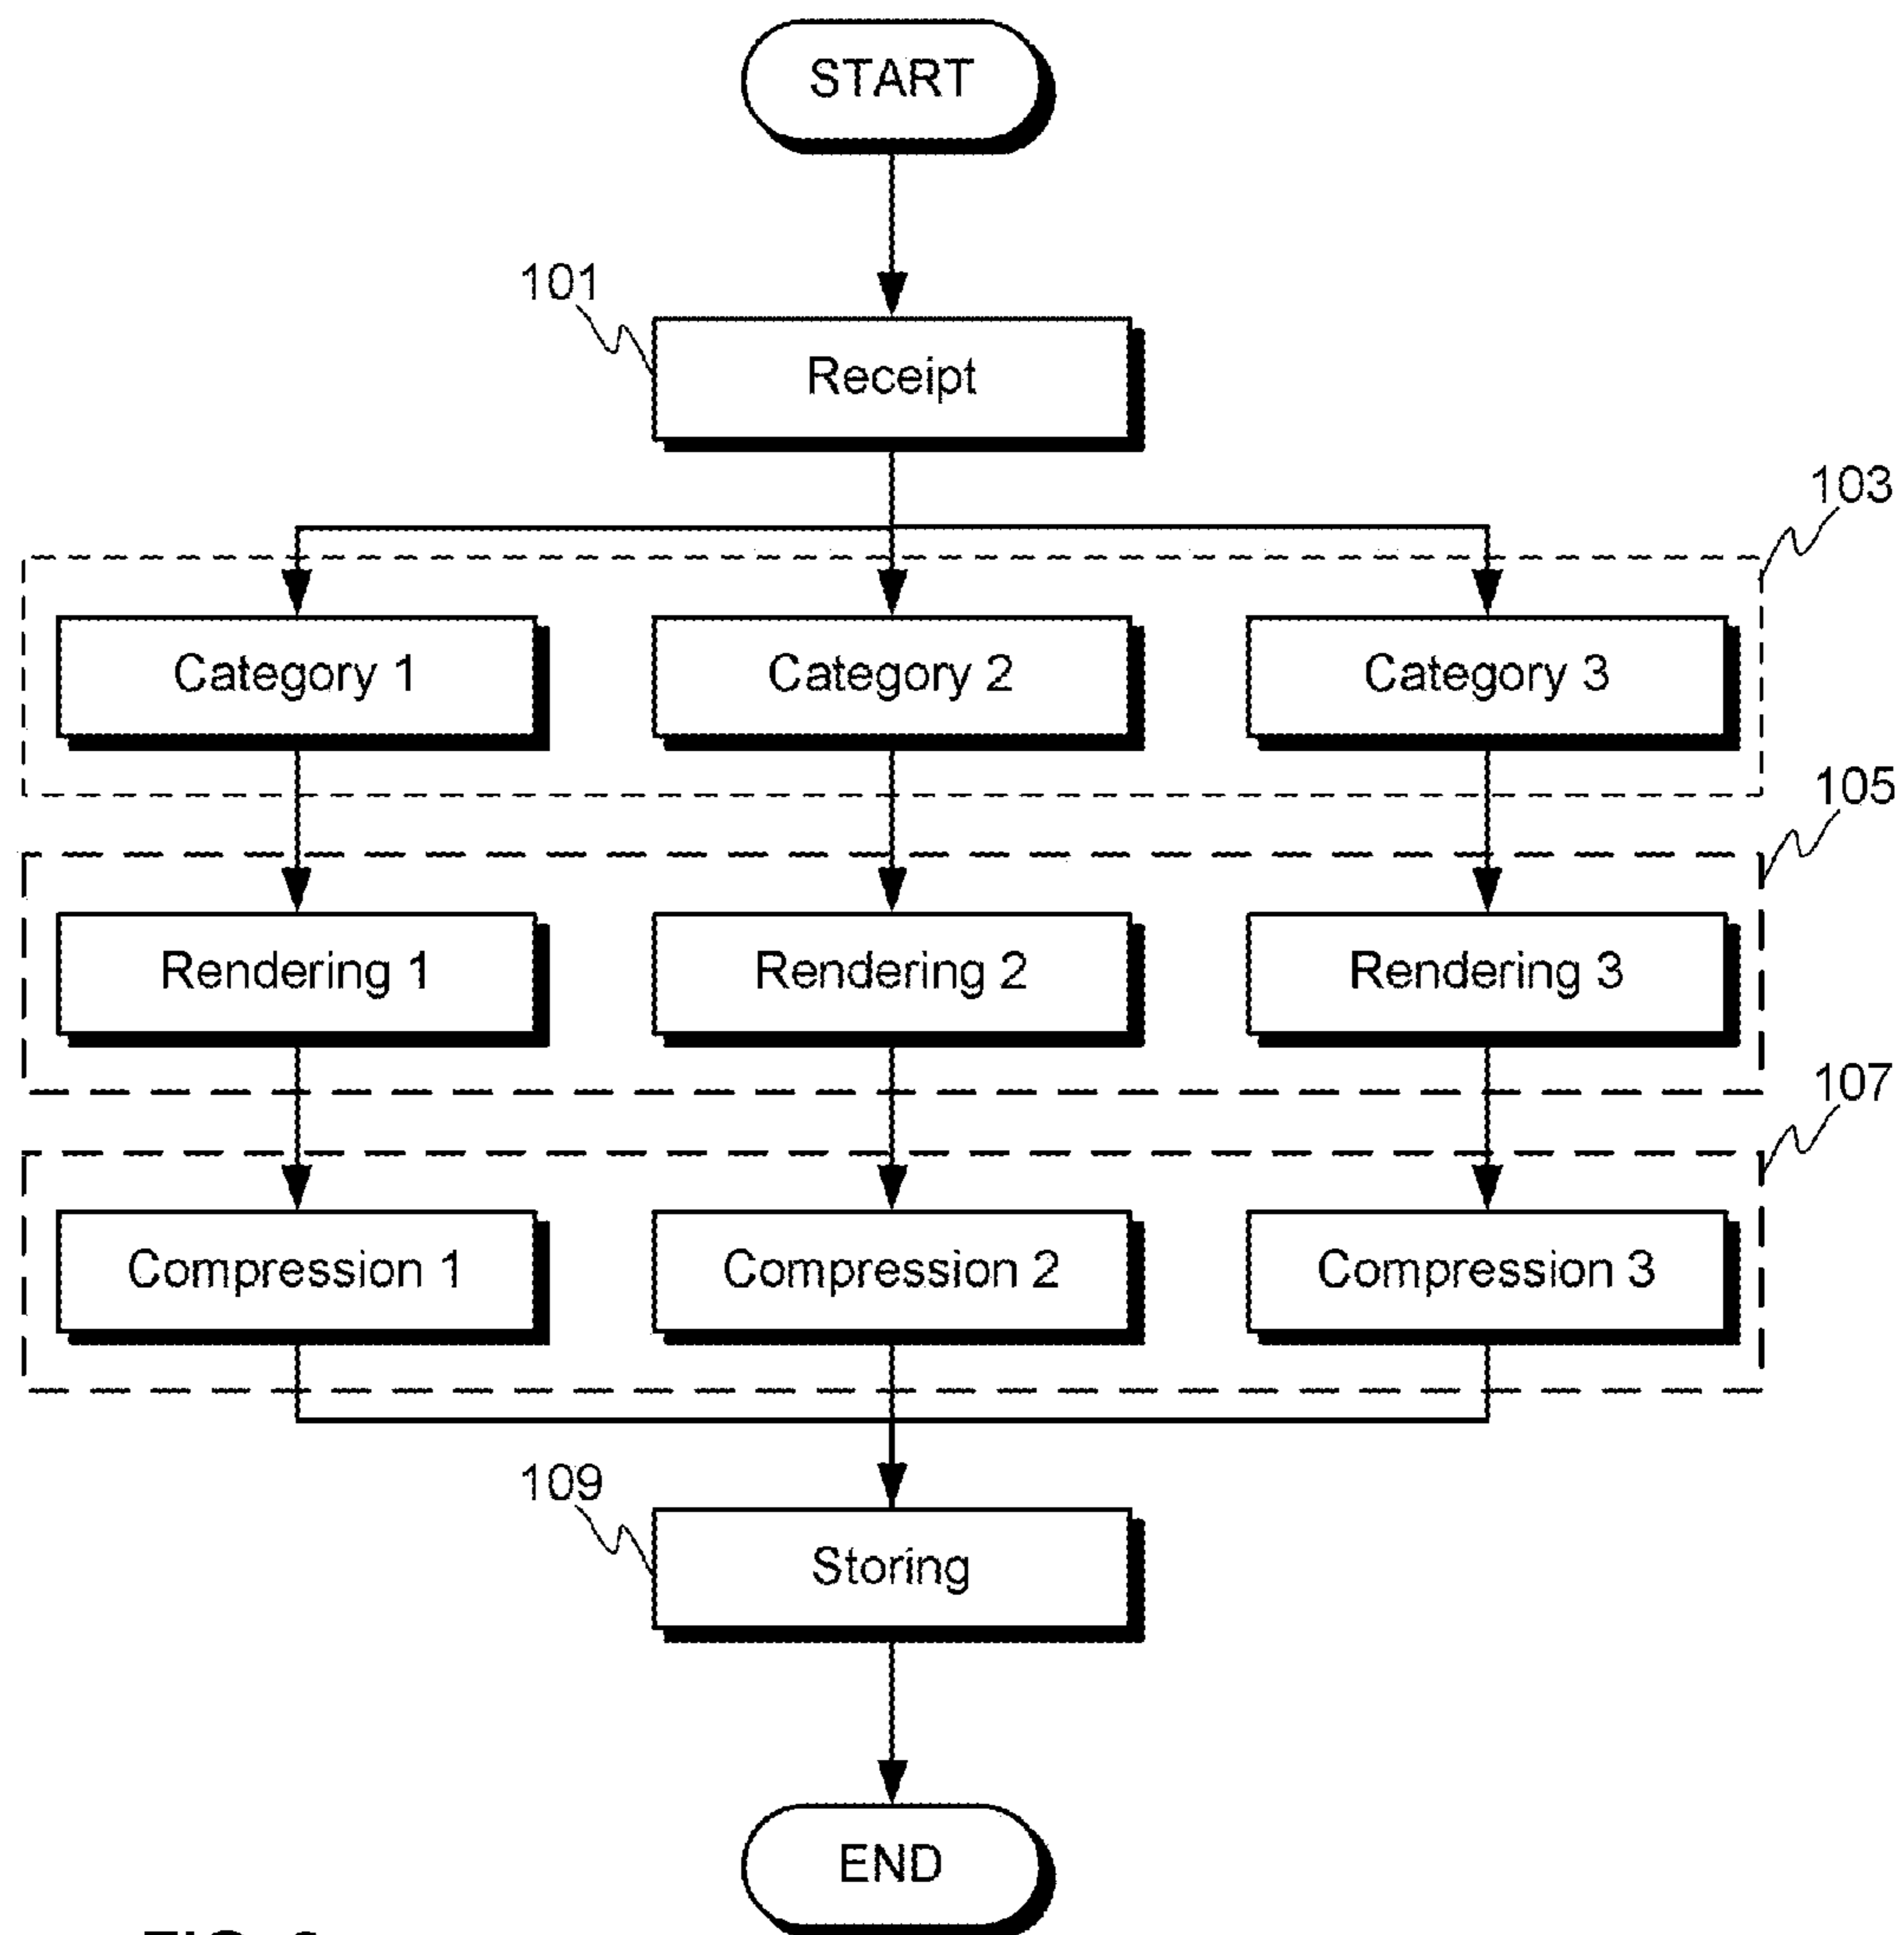 START
101
Receipt
103
Category 1
Category 2
Category 3
105
Rendering 1
Rendering 2
Rendering 3
107
Compression 1
Compression 2
Compression 3
109
Storing
END